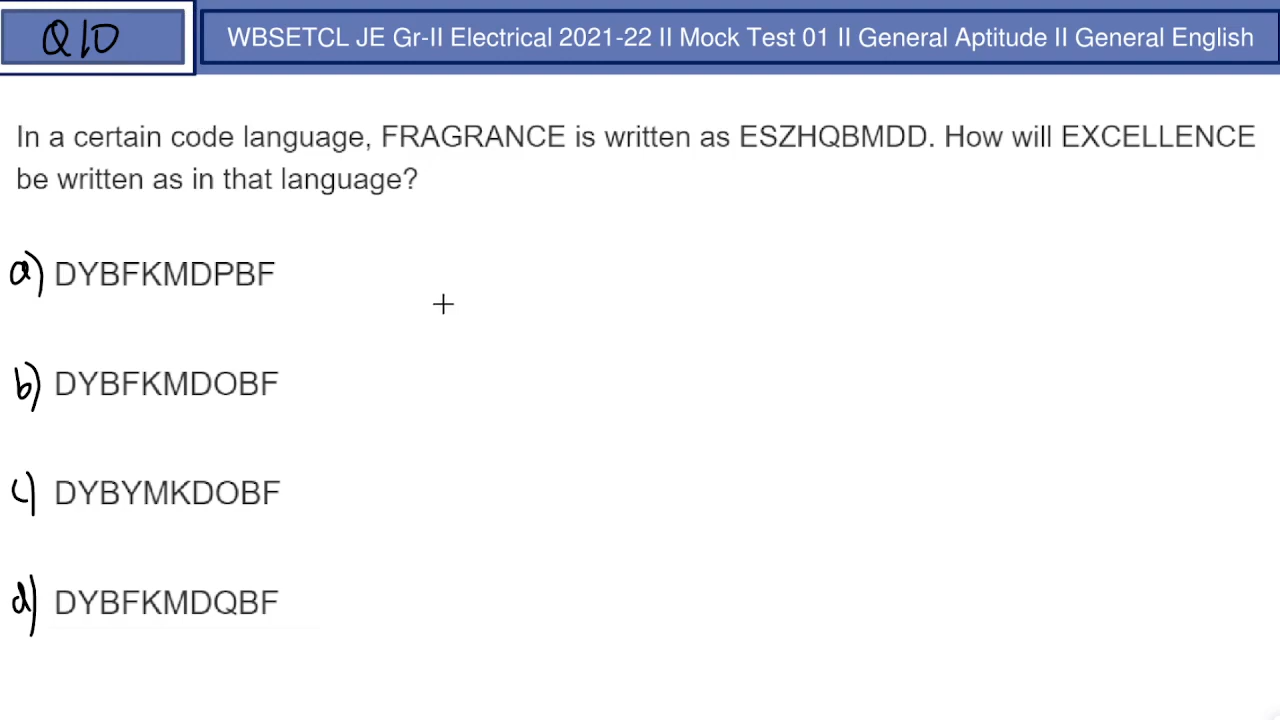 Q10
WBSETCL JE Gr-II Electrical 2021-22 II Mock Test 01 II General Aptitude II General English
In a certain code language, FRAGRANCE is written as ESZHQBMDD. How will EXCELLENCE
be written as in that language?
a) DYBFKMDPBF
b) DYBFKMDOBF
c) DYBYMKDOBF
d) DYBFKMDQBF